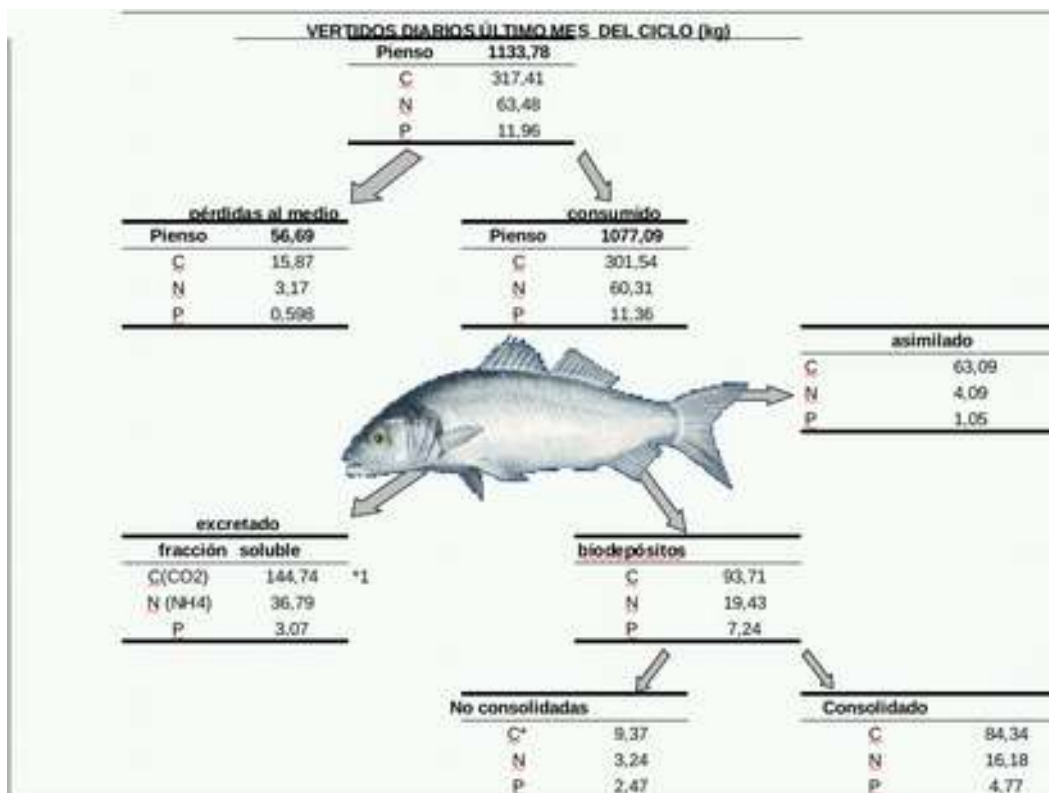 VERTIDOS DIARIOS ÚLTIMO MES DEL CICLO (kg)
Pienso 1133,78
C 317,41
N 63,48
P 11,96
pérdidas al medio
Pienso 56,69
C 15,87
N 3,17
P 0,598
consumido
Pienso 1077,09
C 301,54
N 60,31
P 11,36
asimilado
C 63,09
N 4,09
P 1,05
excretado
fracción soluble
C(CO2) 144,74 *1
N (NH4) 36,79
P 3,07
biodepósitos
C 93,71
N 19,43
P 7,24
No consolidadas
C* 9,37
N 3,24
P 2,47
Consolidado
C 84,34
N 16,18
P 4,77